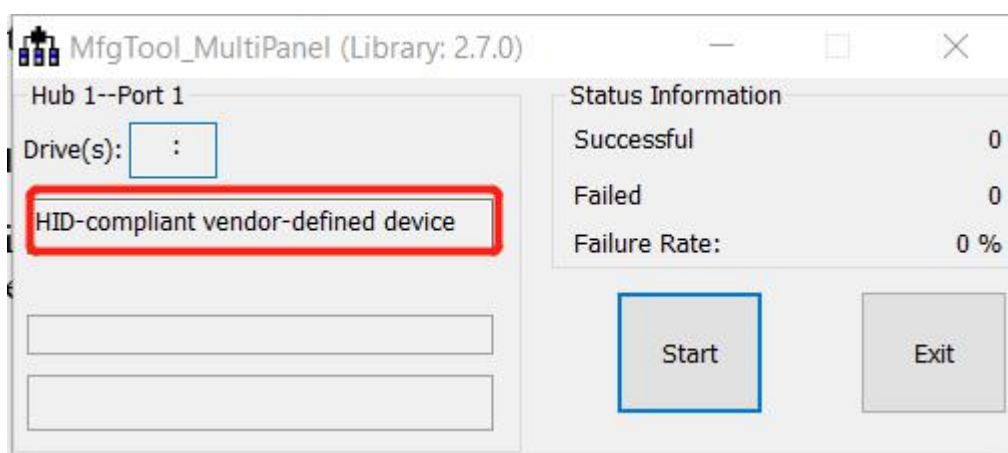 MfgTool_MultiPanel (Library: 2.7.0)
Hub 1--Port 1
Drive(s): :
HID-compliant vendor-defined device
Status Information
Successful 0
Failed 0
Failure Rate: 0 %
Start
Exit